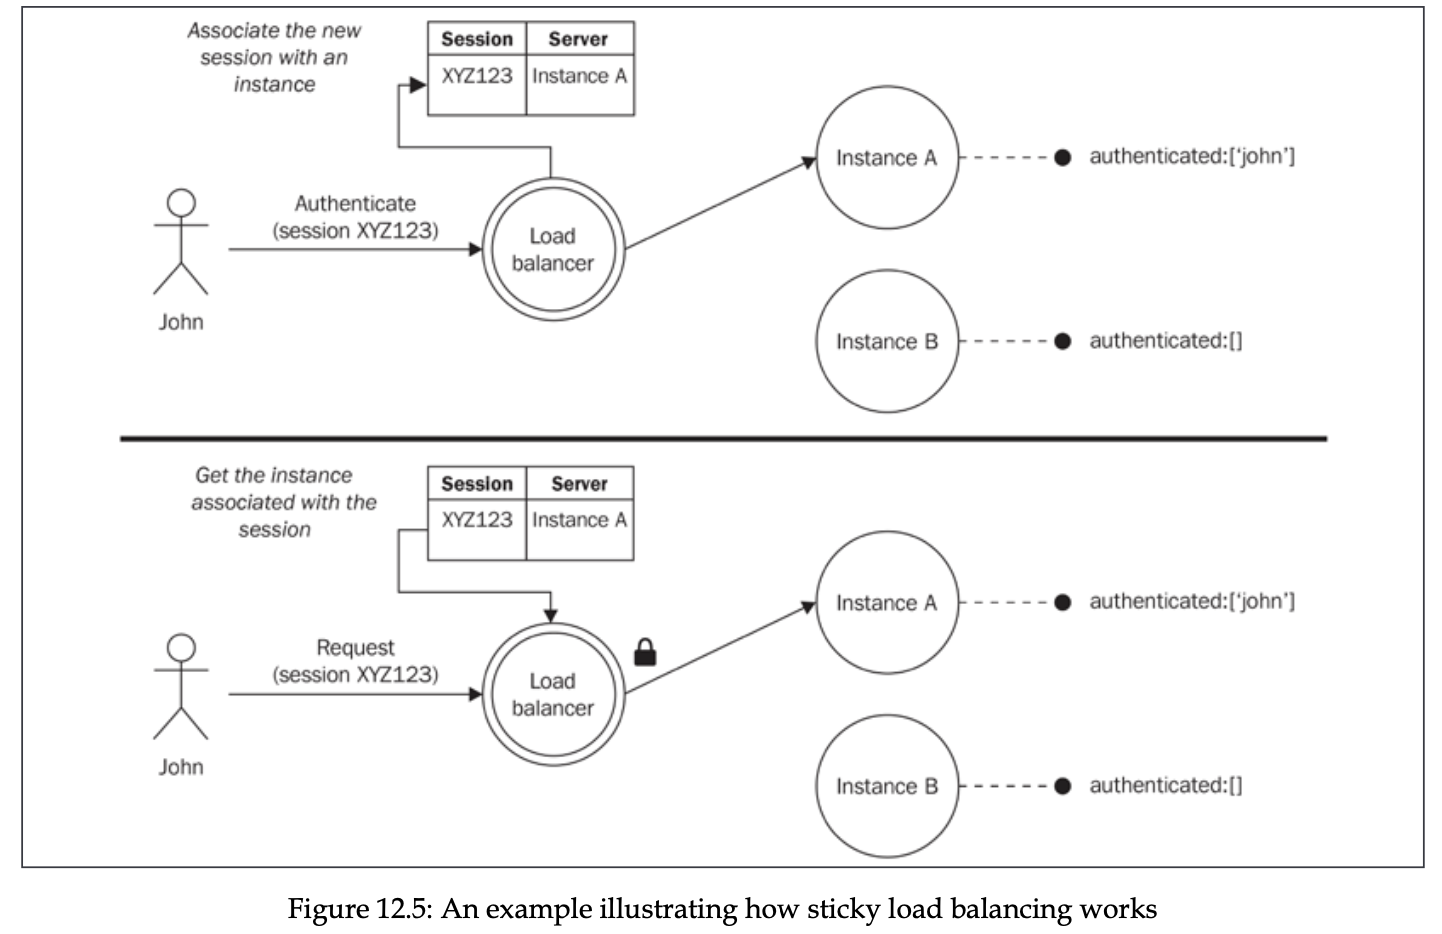 Associate the new
session with an
instance
Session Server
XYZ123 Instance A
Instance A
authenticated:[‘john’]
Authenticate
(session XYZ123)
Load
balancer
John
Instance B
authenticated:[]
Get the instance
associated with the
session
Session Server
XYZ123 Instance A
Instance A
authenticated:[‘john’]
Request
(session XYZ123)
Load
balancer
John
Instance B
authenticated:[]
Figure 12.5: An example illustrating how sticky load balancing works